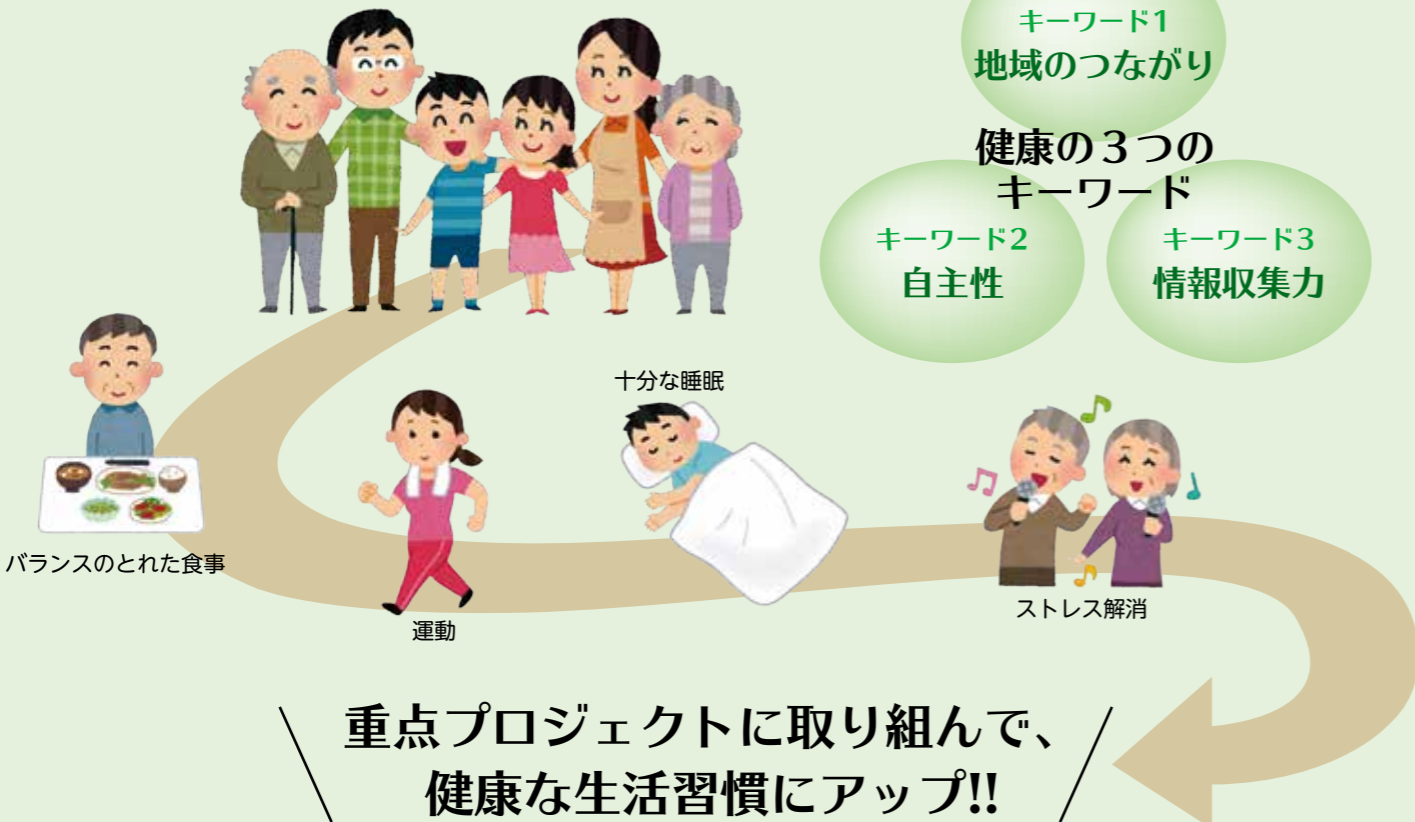 キーワード1
地域のつながり
健康の３つの
キーワード
キーワード2
自主性
キーワード3
情報収集力
十分な睡眠
バランスのとれた食事
運動
ストレス解消
重点プロジェクトに取り組んで、
健康な生活習慣にアップ!!